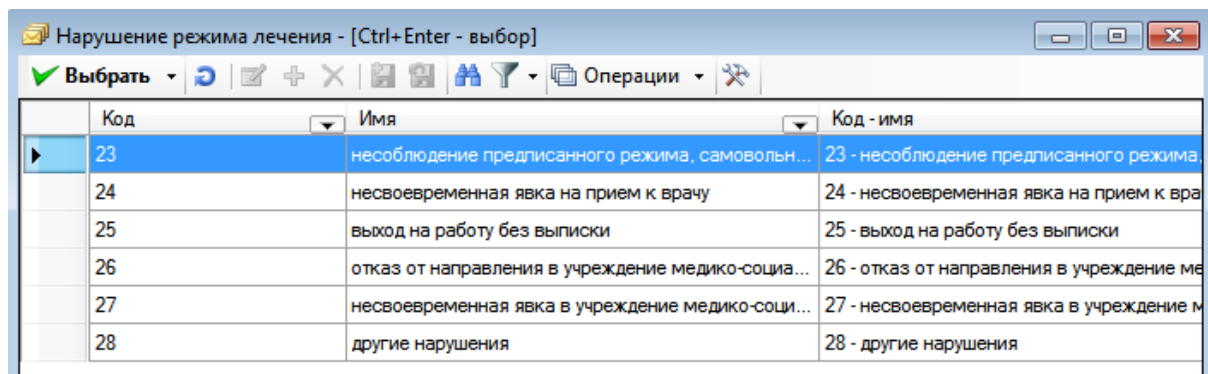 Нарушение режима лечения - [Ctrl+Enter - выбор]
Выбрать Операции
Код Имя Код - имя
23 несоблюдение предписанного режима, самовольн... 23 - несоблюдение предписанного режима,
24 несвоевременная явка на прием к врачу 24 - несвоевременная явка на прием к вра
25 выход на работу без выписки 25 - выход на работу без выписки
26 отказ от направления в учреждение медико-социа... 26 - отказ от направления в учреждение ме
27 несвоевременная явка в учреждение медико-соци... 27 - несвоевременная явка в учреждение м
28 другие нарушения 28 - другие нарушения